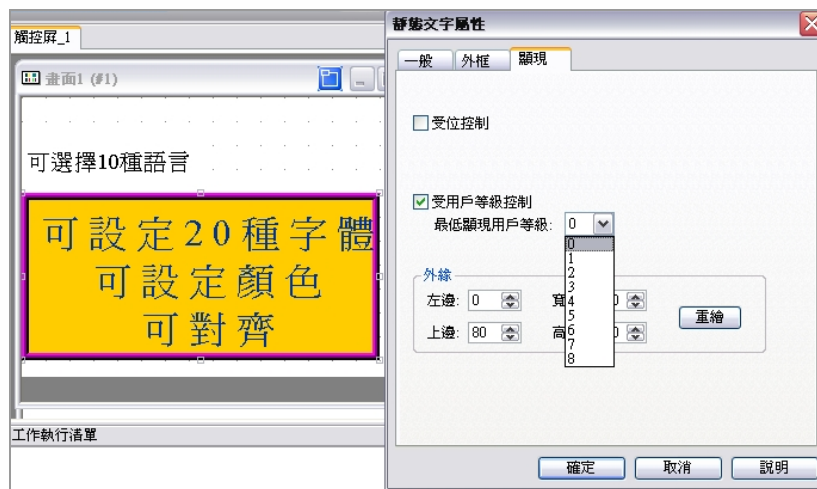 觸控屏_1
畫面1 (#1)
可選擇10種語言
可設定20種字體
可設定顏色
可對齊
工作執行清單
靜態文字屬性
一般
外框
顯現
受位控制
受用戶等級控制
最低顯現用戶等級: 0
0
1
2
3
4
5
6
7
8
外緣
左邊: 0
上邊: 80
重繪
確定
取消
說明